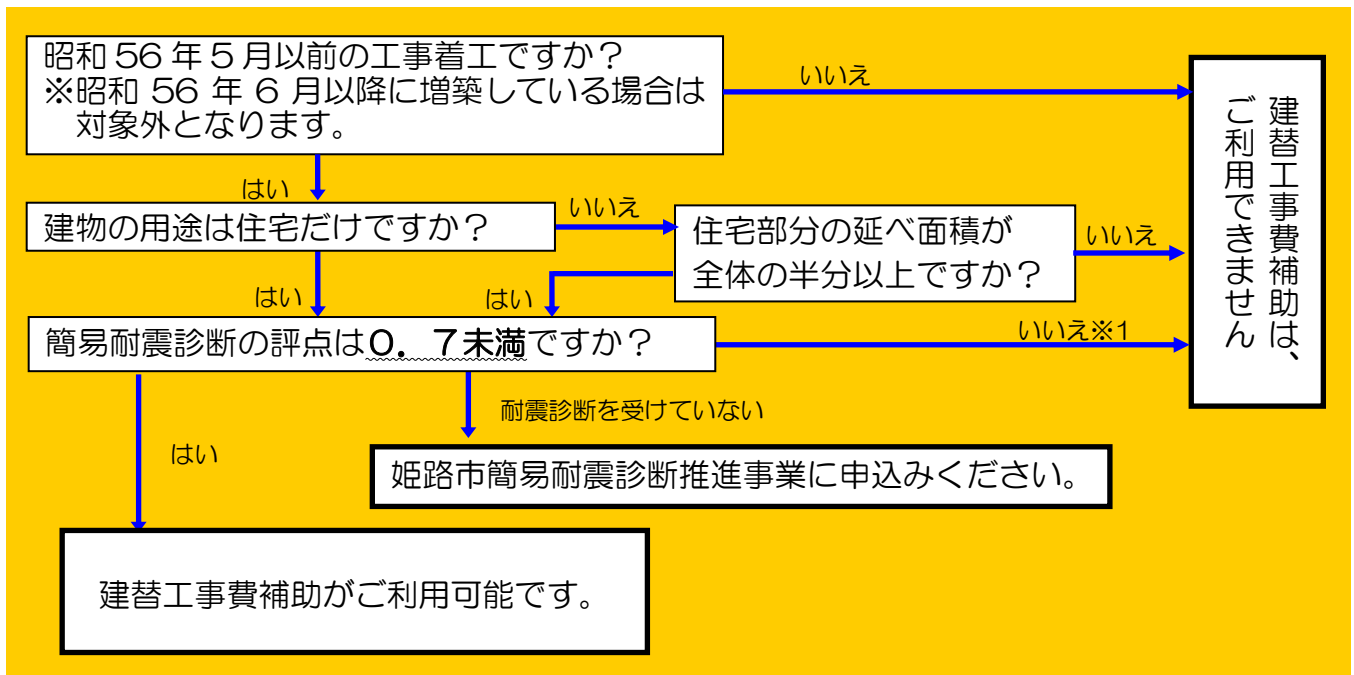 昭和56年5月以前の工事着工ですか？
※昭和 56 年 6 月以降に増築している場合は
対象外となります。
いいえ
はい
建物の用途は住宅だけですか？
いいえ
住宅部分の延べ面積が
全体の半分以上ですか？
いいえ
はい
はい
簡易耐震診断の評点は０．７未満ですか？
いいえ※1
建替工事費補助は、
ご利用できません
耐震診断を受けていない
はい
姫路市簡易耐震診断推進事業に申込みください。
建替工事費補助がご利用可能です。